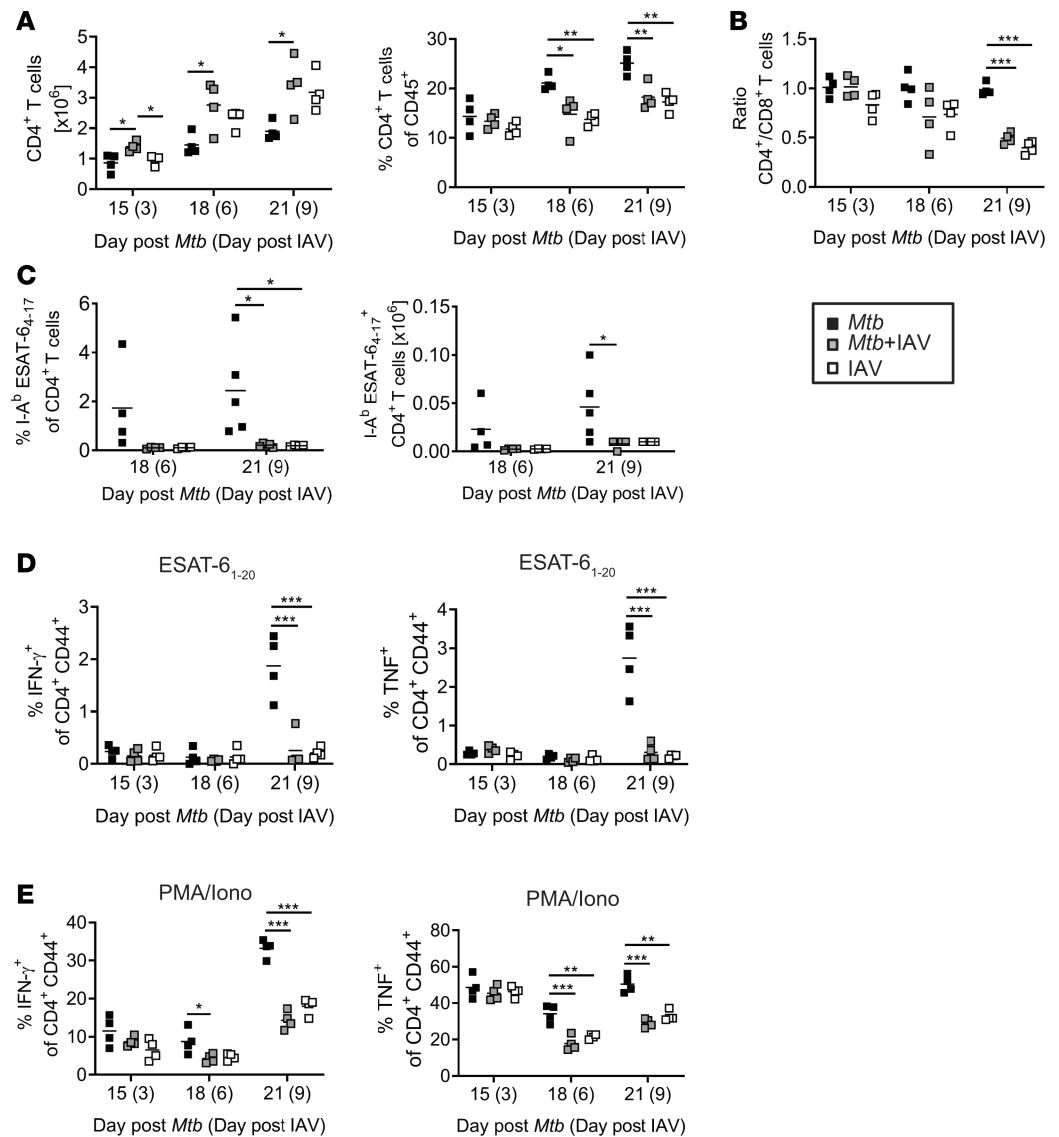 A
CD4+ T cells
[x10^6]
6
5
4
3
2
1
0
*
*
*
*
15 (3)
18 (6)
21 (9)
Day post Mtb (Day post IAV)
% CD4+ T cells
of CD45+
30
20
10
0
**
*
**
**
15 (3)
18 (6)
21 (9)
Day post Mtb (Day post IAV)
B
Ratio
CD4+/CD8+ T cells
1.5
1.0
0.5
0.0
***
***
15 (3)
18 (6)
21 (9)
Day post Mtb (Day post IAV)
C
% I-A^b ESAT-6_4-17
of CD4+ T cells
6
4
2
0
*
*
18 (6)
21 (9)
Day post Mtb (Day post IAV)
I-A^b ESAT-6_4-17+
CD4+ T cells [x10^6]
0.15
0.10
0.05
0.00
*
18 (6)
21 (9)
Day post Mtb (Day post IAV)
Mtb
Mtb+IAV
IAV
D
ESAT-6_1-20
% IFN-γ+
of CD4+ CD44+
3
2
1
0
***
***
15 (3)
18 (6)
21 (9)
Day post Mtb (Day post IAV)
ESAT-6_1-20
% TNF+
of CD4+ CD44+
4
3
2
1
0
***
***
15 (3)
18 (6)
21 (9)
Day post Mtb (Day post IAV)
E
PMA/Iono
% IFN-γ+
of CD4+ CD44+
40
30
20
10
0
*
***
***
15 (3)
18 (6)
21 (9)
Day post Mtb (Day post IAV)
PMA/Iono
% TNF+
of CD4+ CD44+
80
60
40
20
0
**
***
**
***
15 (3)
18 (6)
21 (9)
Day post Mtb (Day post IAV)